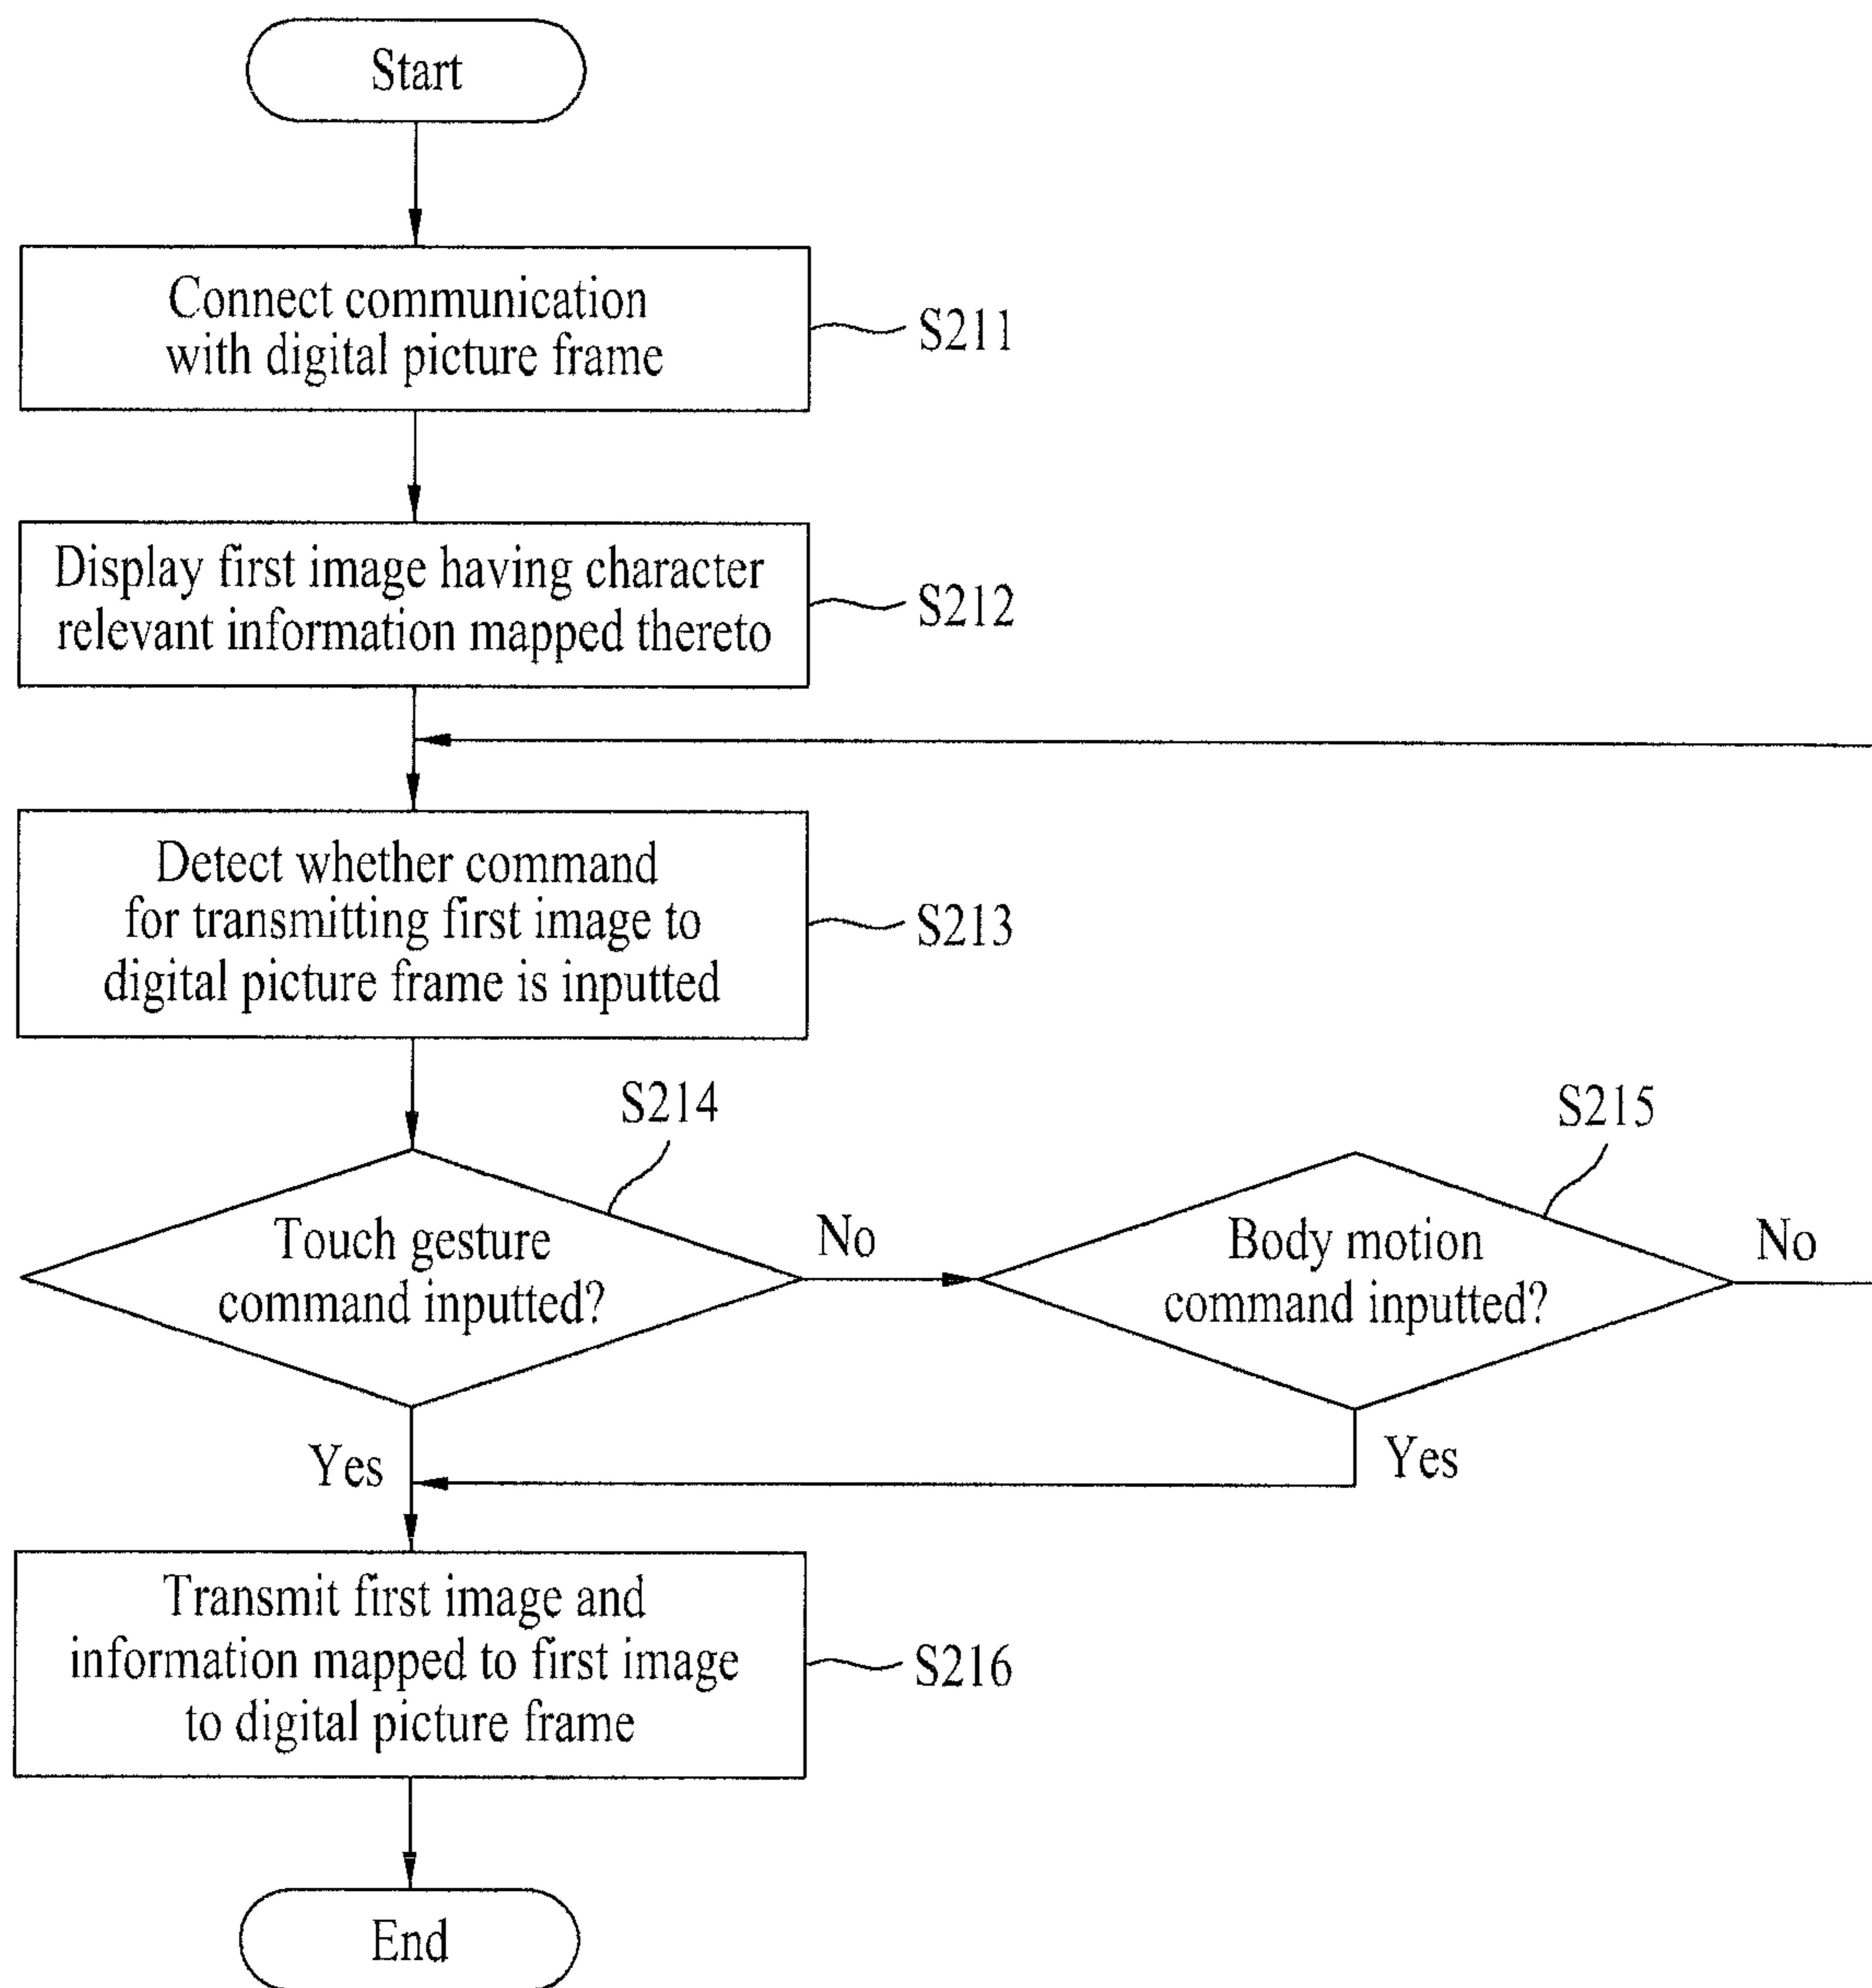 Start
Connect communication
with digital picture frame
S211
Display first image having character
relevant information mapped thereto
S212
Detect whether command
for transmitting first image to
digital picture frame is inputted
S213
S214
Touch gesture
command inputted?
No
S215
Body motion
command inputted?
No
Yes
Yes
Transmit first image and
information mapped to first image
to digital picture frame
S216
End